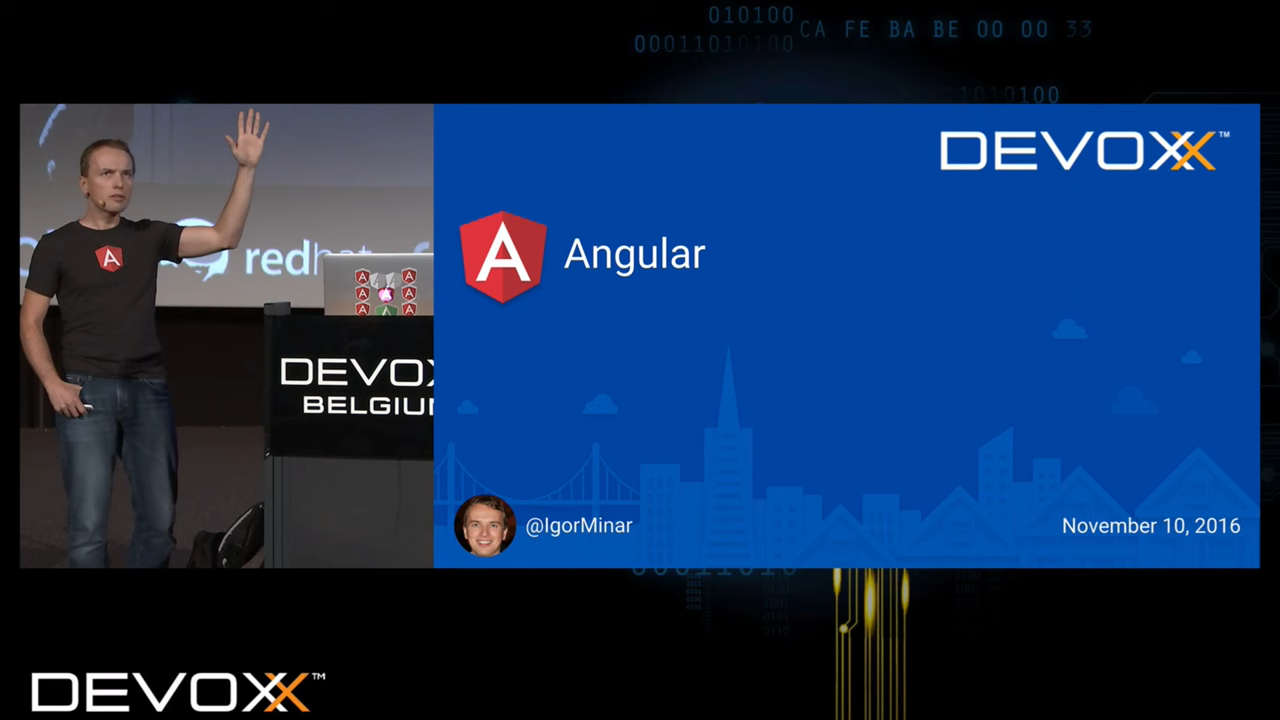 010100
00011010100
CA FE BA BE 00 00 33
1010100
DEVOXX™
Angular
redhat
DEVOX
BELGIUM
@IgorMinar
November 10, 2016
DEVOXX™